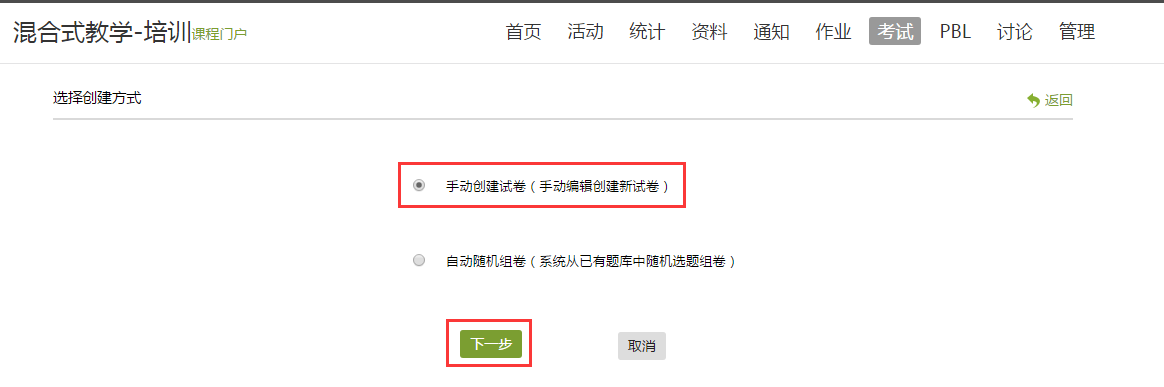 混合式教学-培训课程门户 首页 活动 统计 资料 通知 作业 考试 PBL 讨论 管理
选择创建方式 返回
手动创建试卷（手动编辑创建新试卷）
自动随机组卷（系统从已有题库中随机选题组卷）
下一步 取消